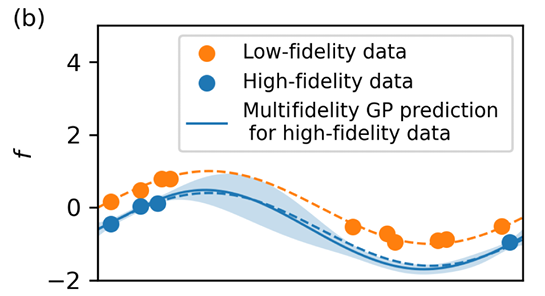 (b)
Low-fidelity data
High-fidelity data
Multifidelity GP prediction
for high-fidelity data
f
4
2
0
−2